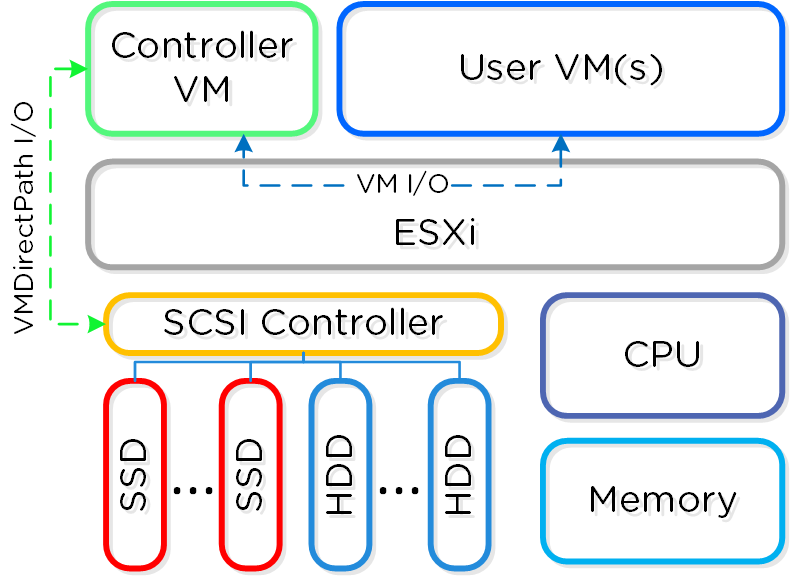 Controller
VM
User VM(s)
VMDirectPath I/O
VM I/O
ESXi
SCSI Controller
CPU
SSD
...
SSD
HDD
...
HDD
Memory